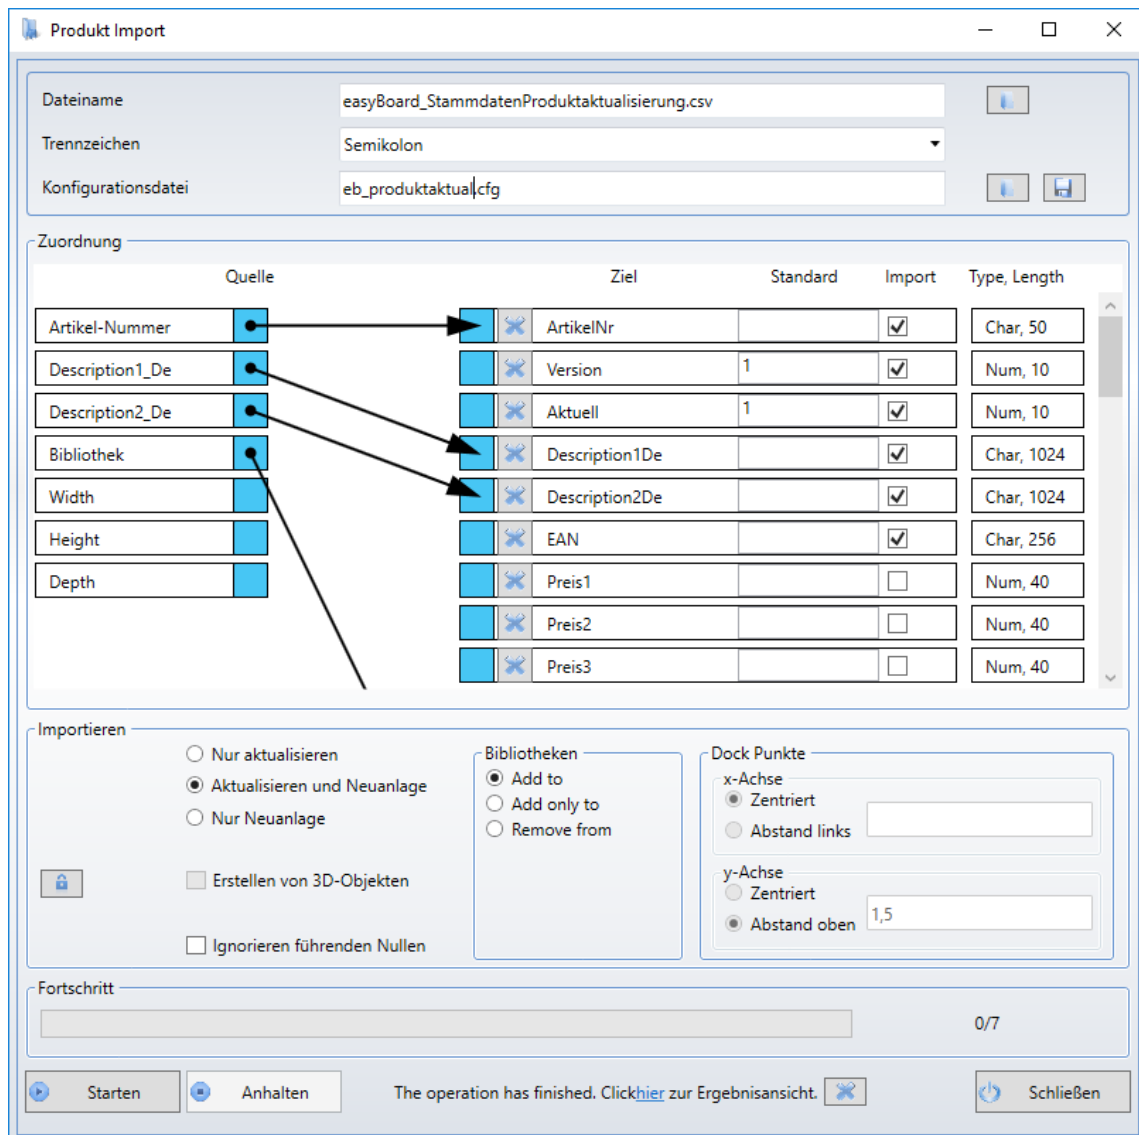 Produkt Import
Dateiname easyBoard_StammdatenProduktaktualisierung.csv
Trennzeichen Semikolon
Konfigurationsdatei eb_produktaktual.cfg
Zuordnung
Quelle Ziel Standard Import Type, Length
Artikel-Nummer ArtikelNr Char, 50
Description1_De Version 1 Num, 10
Description2_De Aktuell 1 Num, 10
Bibliothek Description1De Char, 1024
Width Description2De Char, 1024
Height EAN Char, 256
Depth Preis1 Num, 40
Preis2 Num, 40
Preis3 Num, 40
Importieren
Nur aktualisieren
Aktualisieren und Neuanlage
Nur Neuanlage
Erstellen von 3D-Objekten
Ignorieren führenden Nullen
Bibliotheken
Add to
Add only to
Remove from
Dock Punkte
x-Achse
Zentriert
Abstand links
y-Achse
Zentriert
Abstand oben 1,5
Fortschritt
0/7
Starten Anhalten The operation has finished. Clickhier zur Ergebnisansicht. Schließen